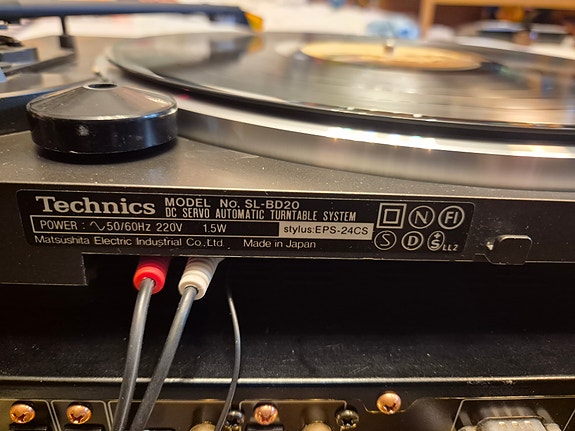 Technics MODEL No. SL-BD20
DC SERVO AUTOMATIC TURNTABLE SYSTEM
POWER : ∿50/60Hz 220V 1.5W stylus:EPS-24CS
Matsushita Electric Industrial Co.,Ltd. Made in Japan
N FI
S D S LL2